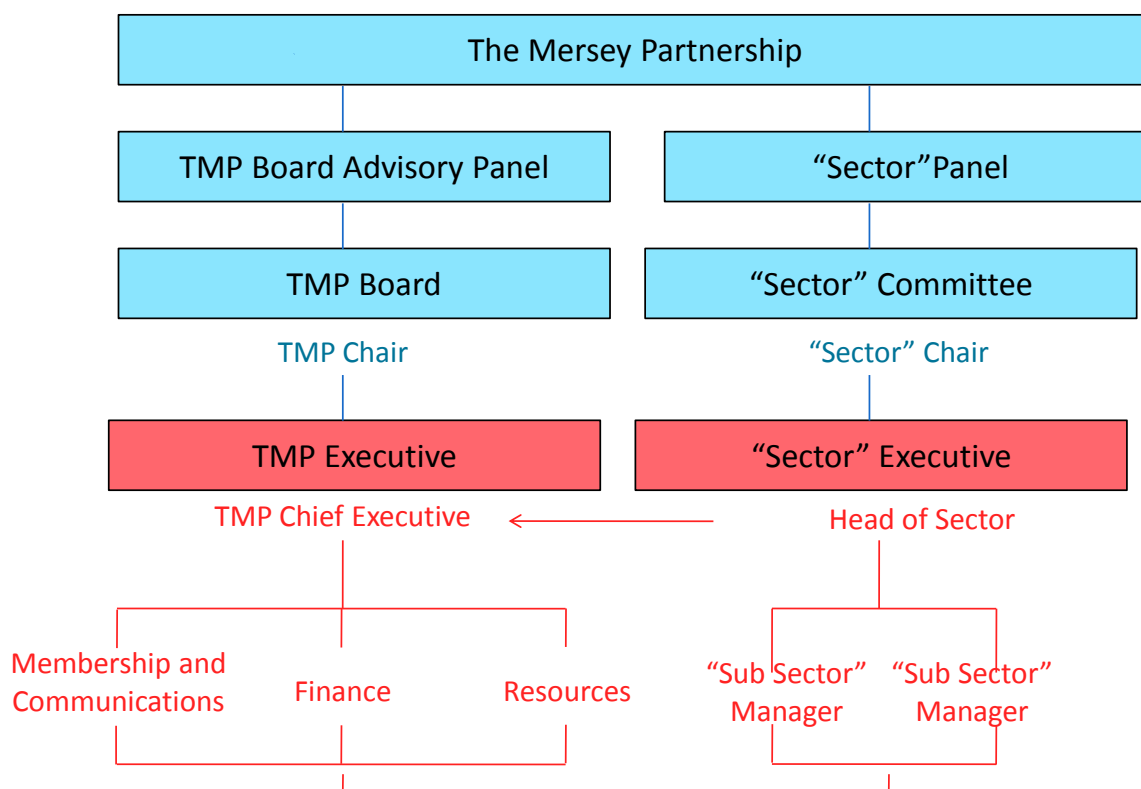 The Mersey Partnership
TMP Board Advisory Panel
“Sector”Panel
TMP Board
“Sector” Committee
TMP Chair
“Sector” Chair
TMP Executive
“Sector” Executive
TMP Chief Executive
Head of Sector
Membership and
Communications
Finance
Resources
“Sub Sector”
Manager
“Sub Sector”
Manager